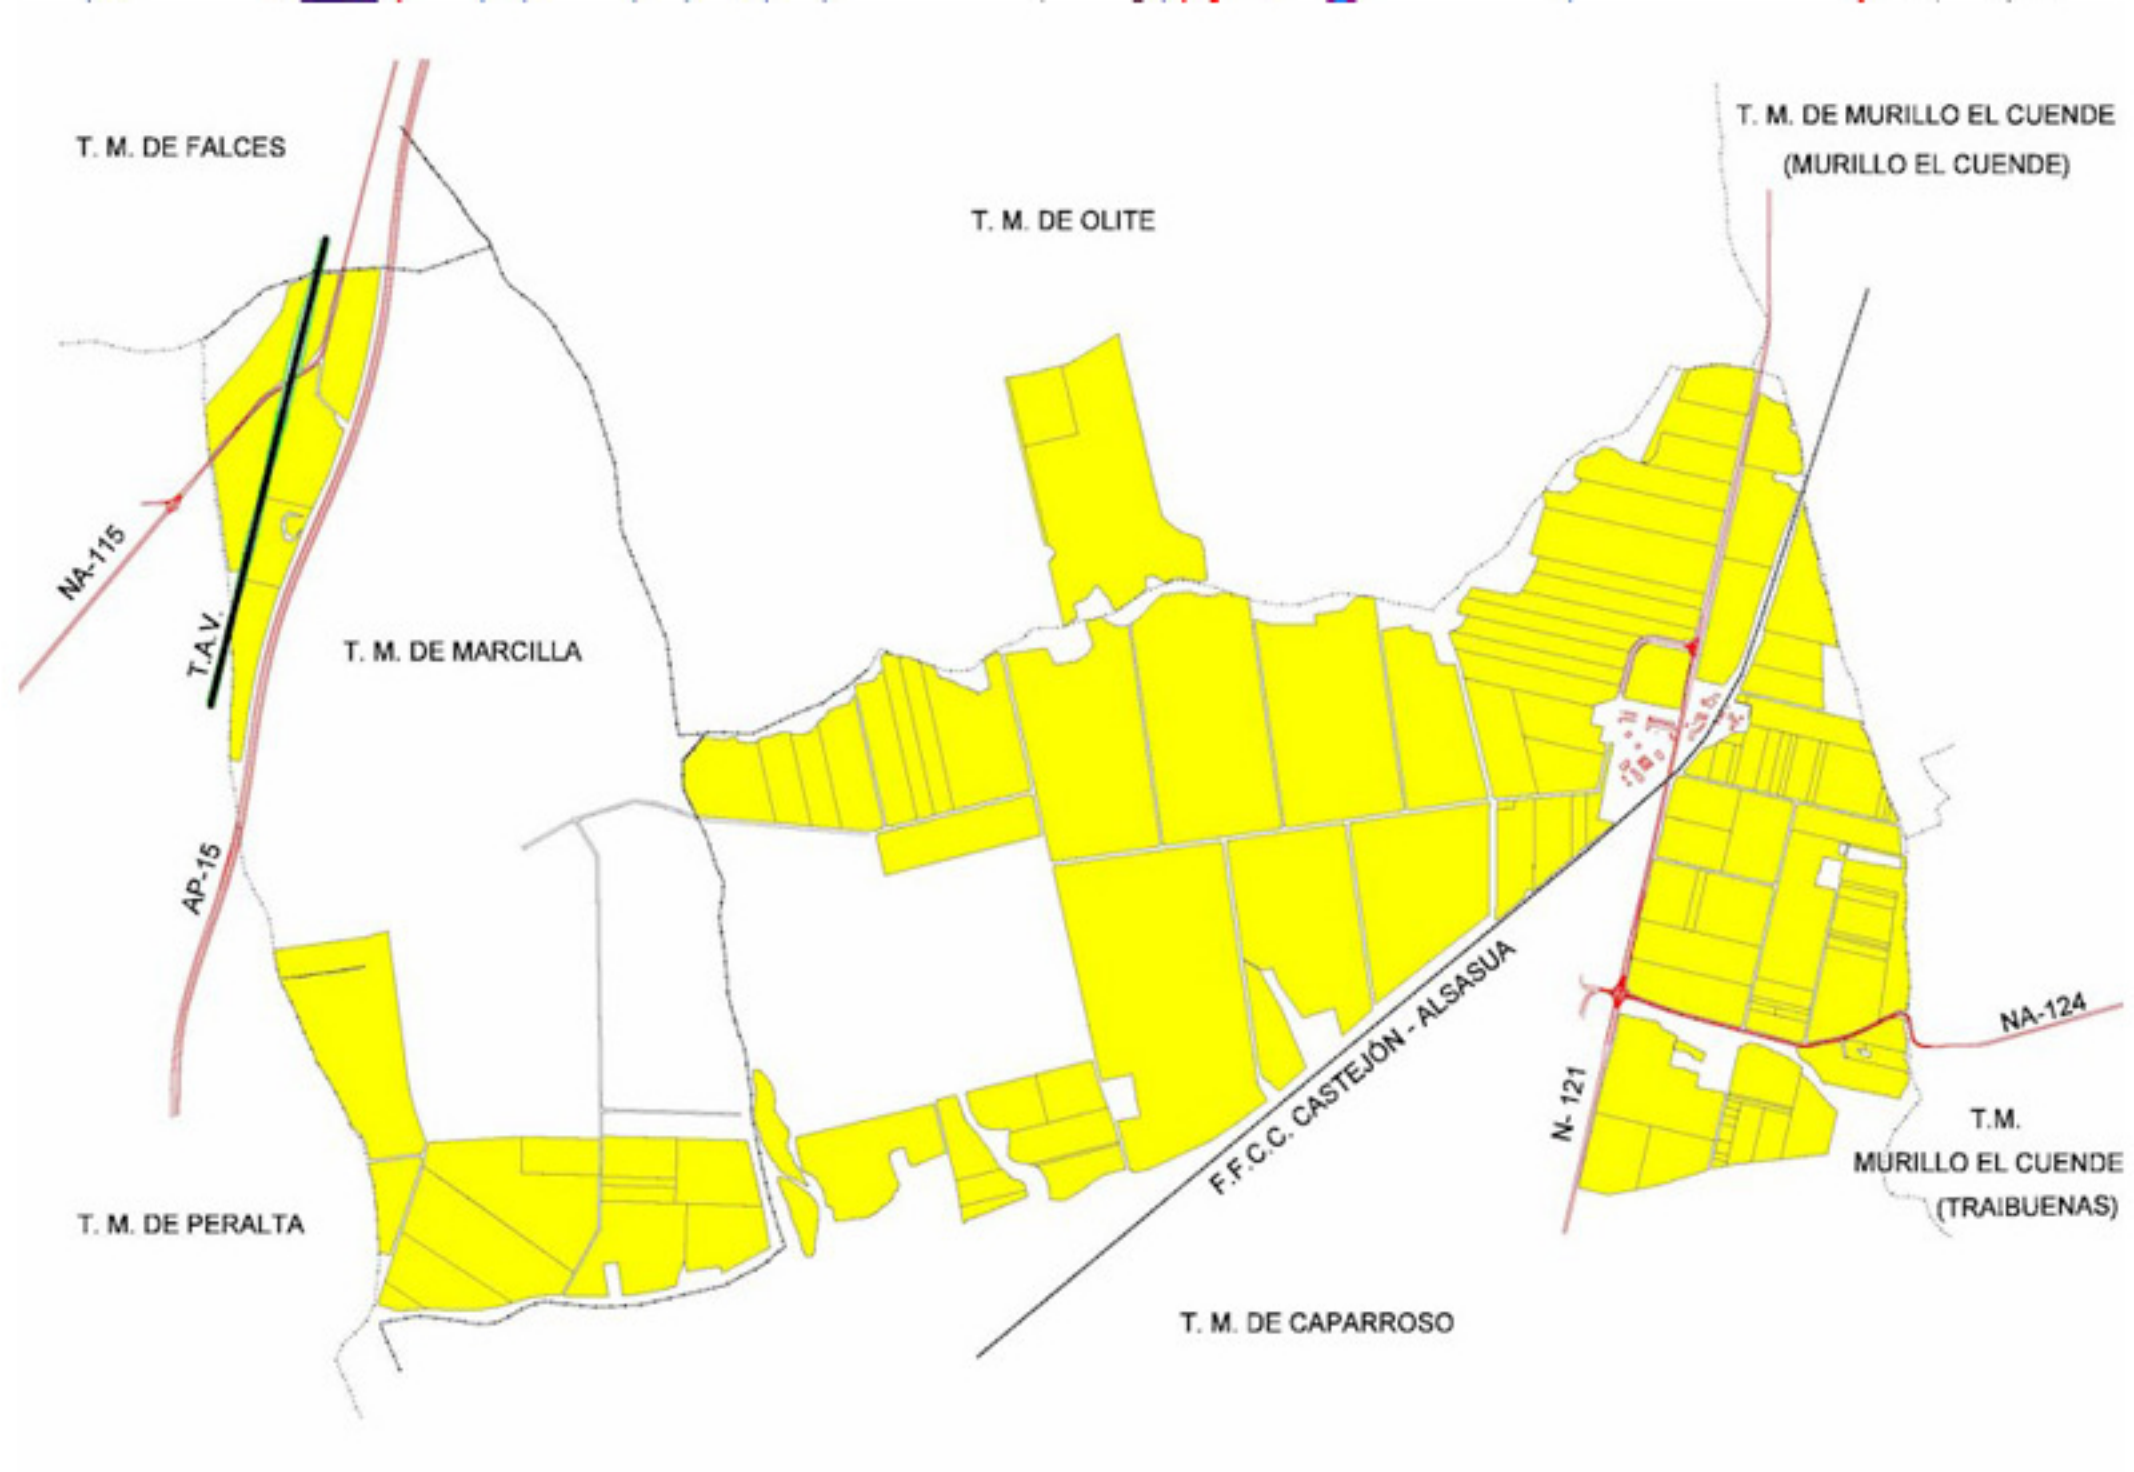 T. M. DE MURILLO EL CUENDE
(MURILLO EL CUENDE)
T. M. DE FALCES
T. M. DE OLITE
NA-115
T.A.V.
T. M. DE MARCILLA
AP-15
F.F.C.C. CASTEJÓN - ALSASUA
NA-124
N- 121
T.M.
MURILLO EL CUENDE
(TRAIBUENAS)
T. M. DE PERALTA
T. M. DE CAPARROSO